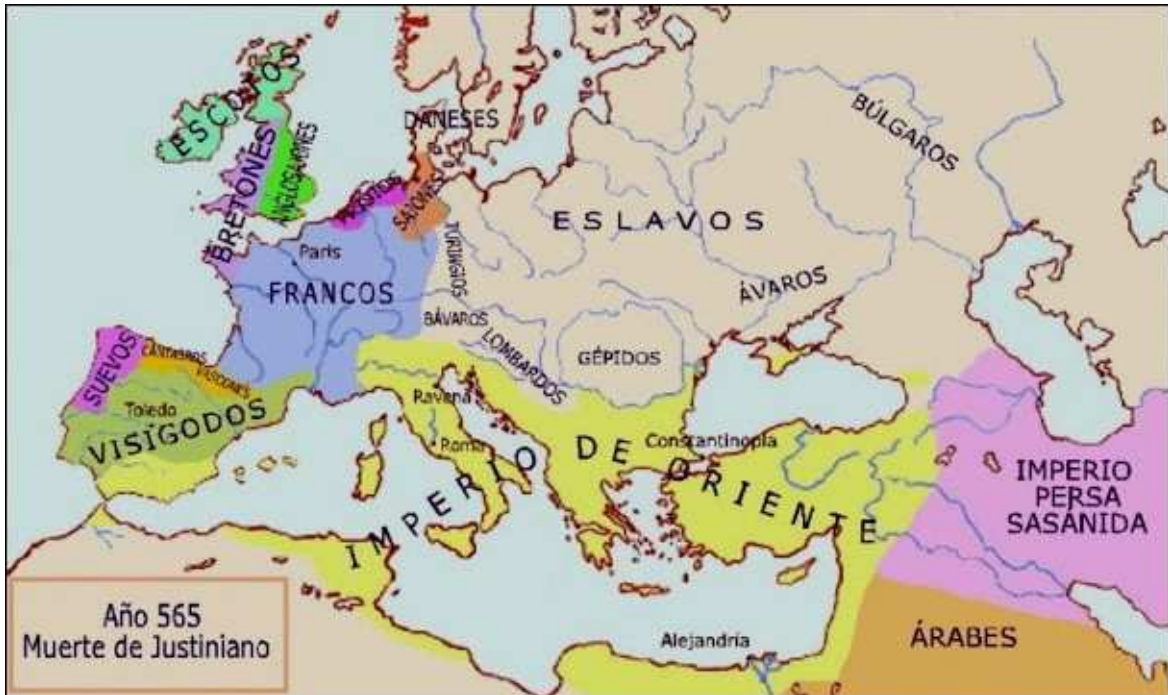 ESCOTOS
BRETONES
ANGLOSAJONES
DANESES
SAJONES
BÚLGAROS
ESLAVOS
TURINGIOS
Paris
FRANCOS
ÁVAROS
BÁVAROS
LOMBARDOS
GÉPIDOS
SUEVOS
CÁNTABROS
VASCONES
Toledo
VISIGODOS
Ravena
Roma
Constantinopla
IMPERIO DE ORIENTE
IMPERIO
PERSA
SASÁNIDA
Alejandría
ÁRABES
Año 565
Muerte de Justiniano